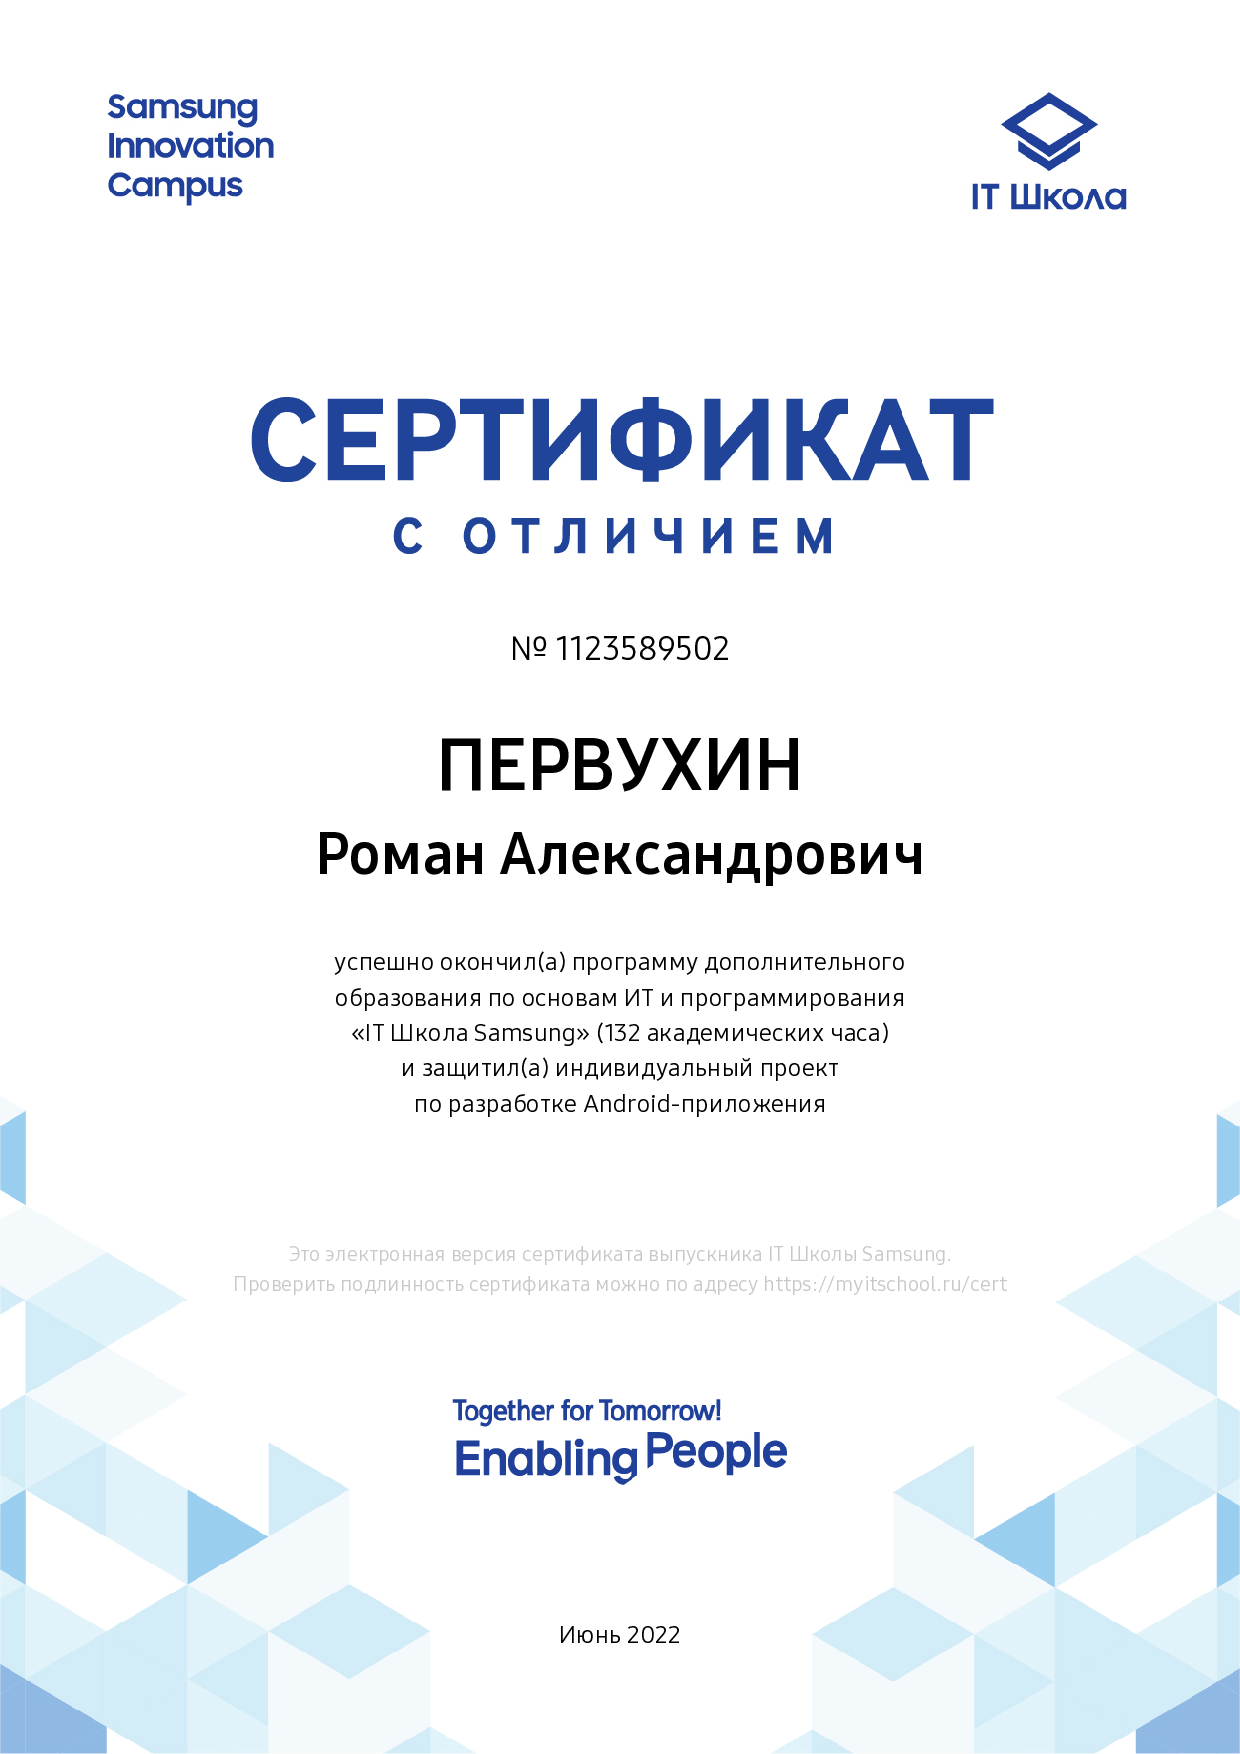 Samsung
Innovation
Campus
IT Школа
СЕРТИФИКАТ
С ОТЛИЧИЕМ
№ 1123589502
ПЕРВУХИН
Роман Александрович
успешно окончил(а) программу дополнительного
образования по основам ИТ и программирования
«IT Школа Samsung» (132 академических часа)
и защитил(а) индивидуальный проект
по разработке Android-приложения
Это электронная версия сертификата выпускника IT Школы Samsung.
Проверить подлинность сертификата можно по адресу https://myitschool.ru/cert
Together for Tomorrow!
Enabling People
Июнь 2022